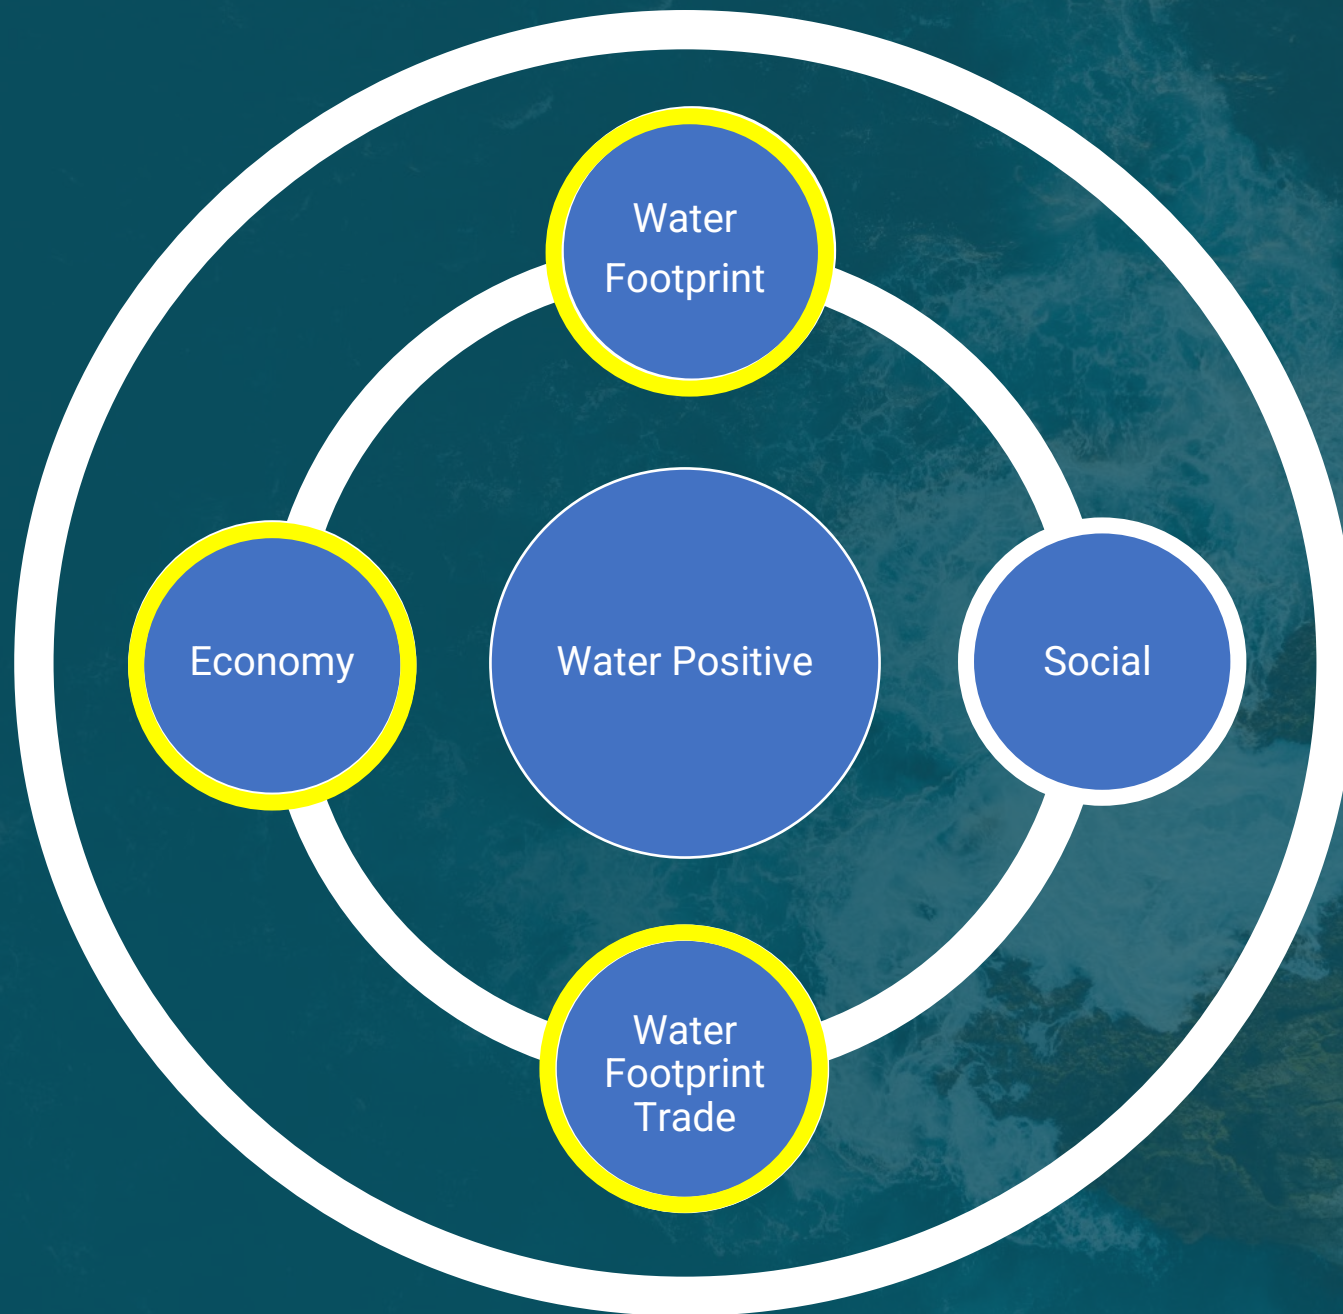 Water
Footprint
Economy
Water Positive
Social
Water
Footprint
Trade